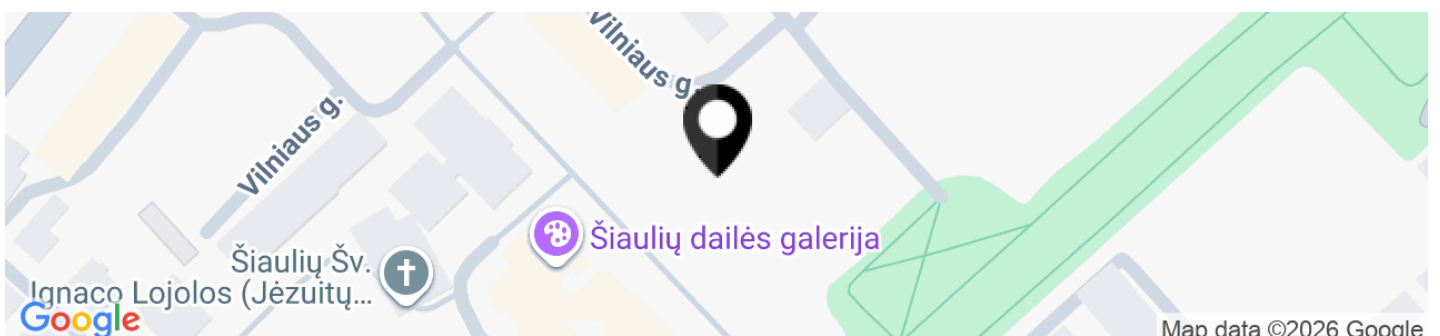 Vilniaus g.
Vilniaus g.
Šiaulių dailės galerija
Šiaulių Šv.
Ignaco Lojolos (Jėzuitų...
Google
Map data ©2026 Google